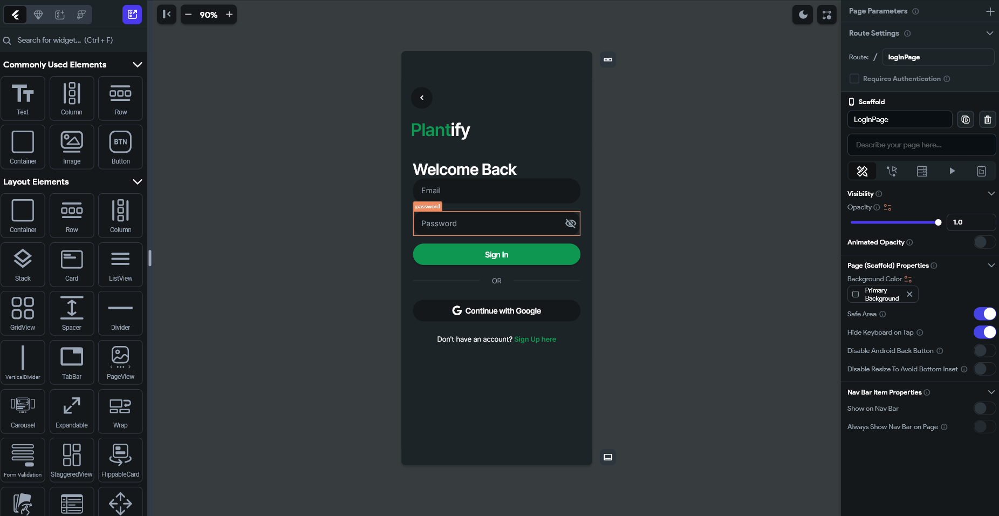 Search for widget... (Ctrl + F)
Commonly Used Elements
Text
Column
Row
Container
Image
BTN
Button
Layout Elements
Container
Row
Column
Stack
Card
ListView
GridView
Spacer
Divider
VerticalDivider
TabBar
PageView
Carousel
Expandable
Wrap
Form Validation
StaggeredView
FlippableCard
90%
Plantify
Welcome Back
Email
password
Password
Sign In
OR
G Continue with Google
Don't have an account? Sign Up here
Page Parameters
Route Settings
Route: / loginPage
Requires Authentication
Scaffold
LoginPage
Describe your page here...
Visibility
Opacity
1.0
Animated Opacity
Page (Scaffold) Properties
Background Color
Primary
Background
Safe Area
Hide Keyboard on Tap
Disable Android Back Button
Disable Resize To Avoid Bottom Inset
Nav Bar Item Properties
Show on Nav Bar
Always Show Nav Bar on Page